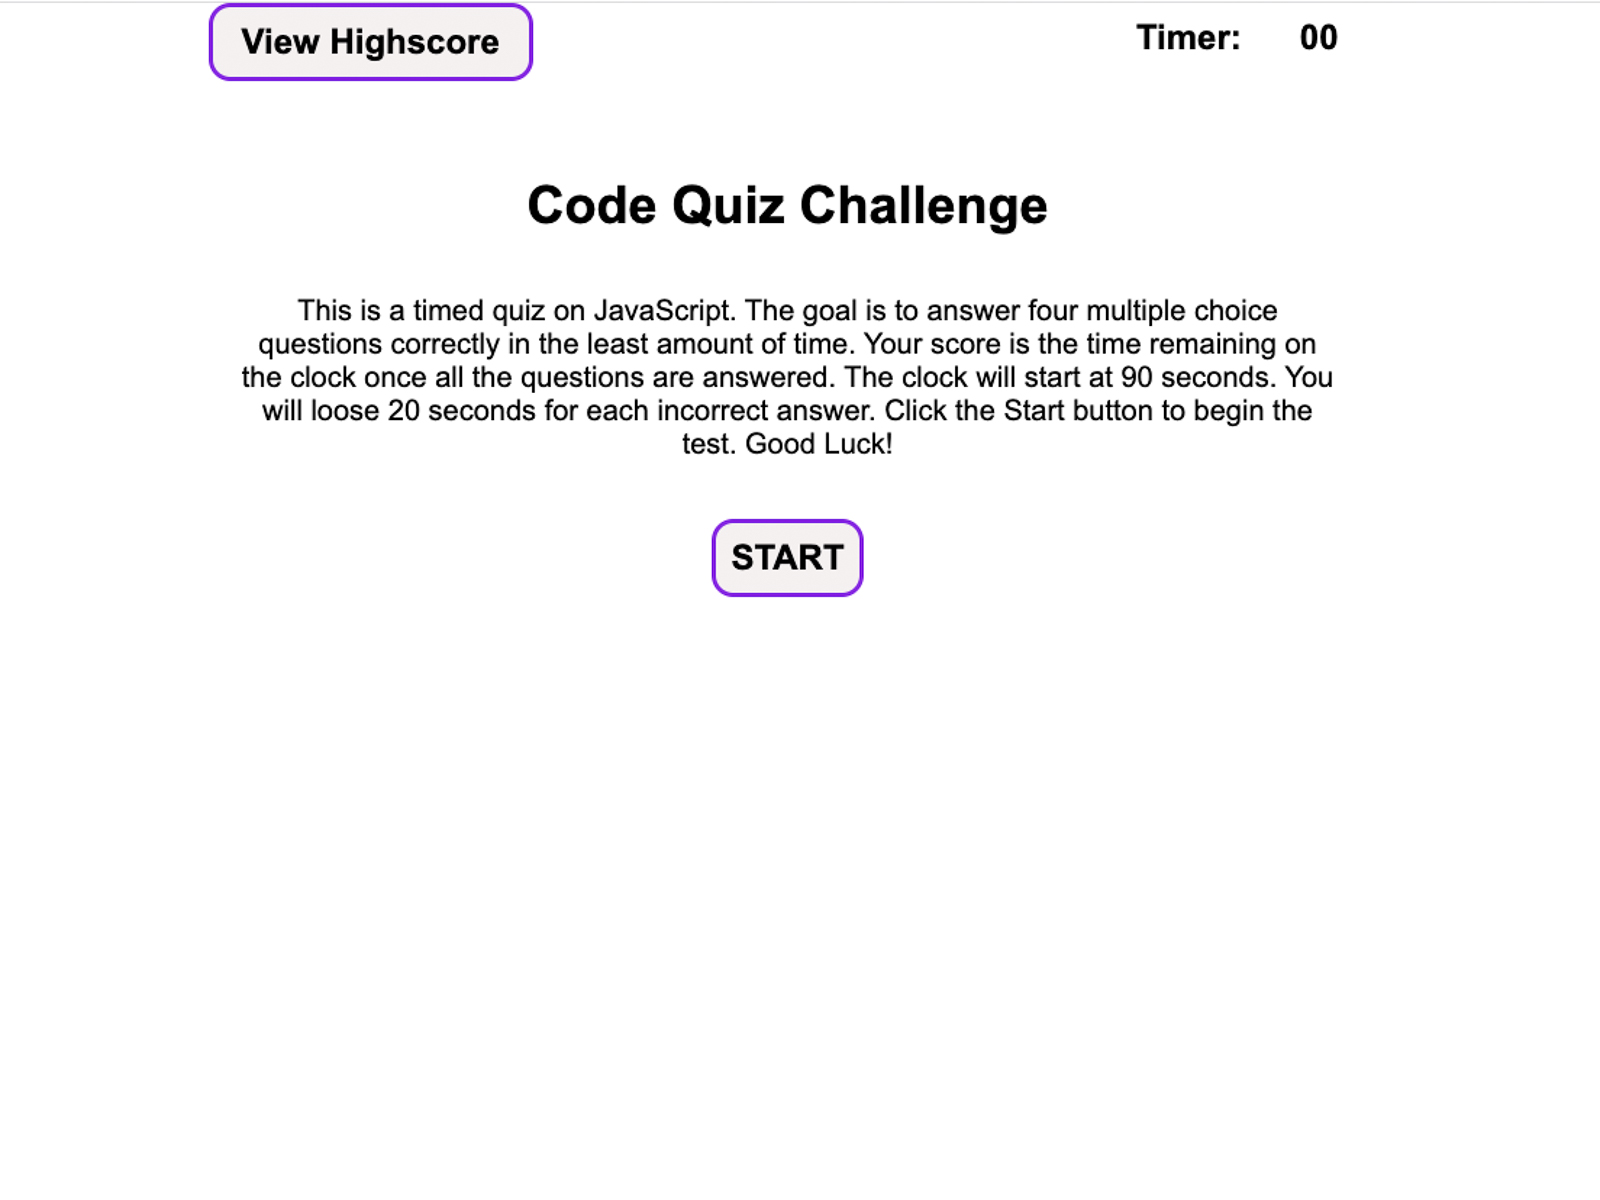 View Highscore
Timer: 00
Code Quiz Challenge
This is a timed quiz on JavaScript. The goal is to answer four multiple choice
questions correctly in the least amount of time. Your score is the time remaining on
the clock once all the questions are answered. The clock will start at 90 seconds. You
will loose 20 seconds for each incorrect answer. Click the Start button to begin the
test. Good Luck!
START